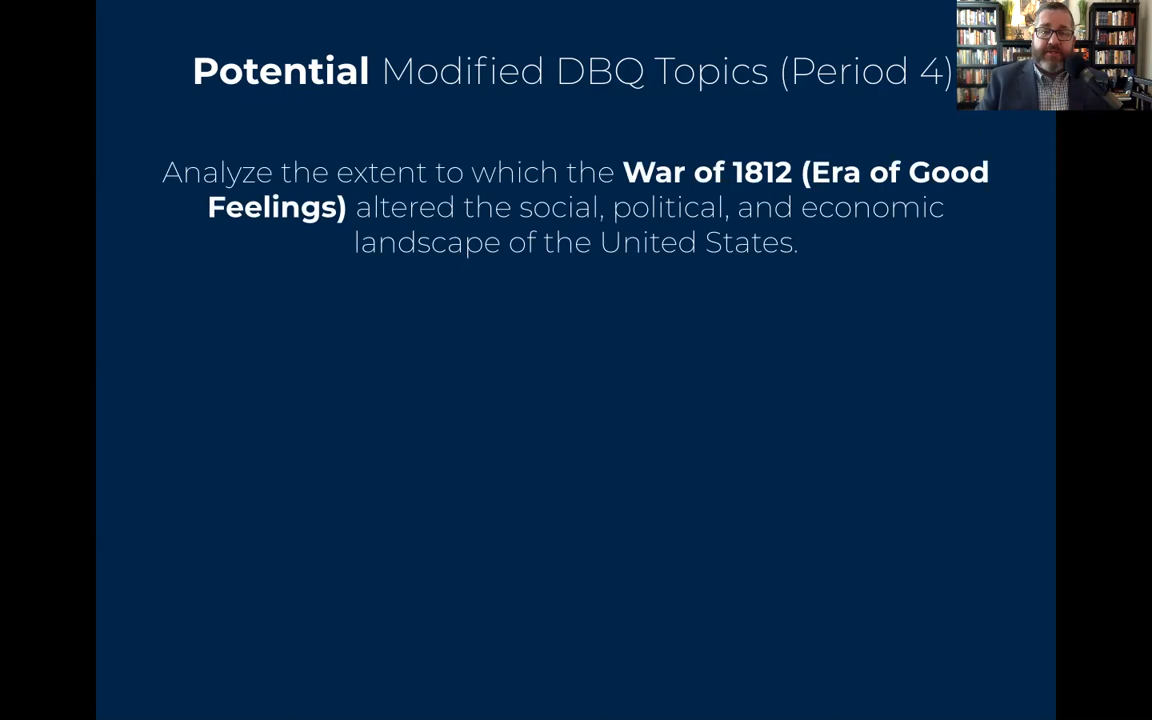 Potential Modified DBQ Topics (Period 4)
Analyze the extent to which the War of 1812 (Era of Good
Feelings) altered the social, political, and economic
landscape of the United States.